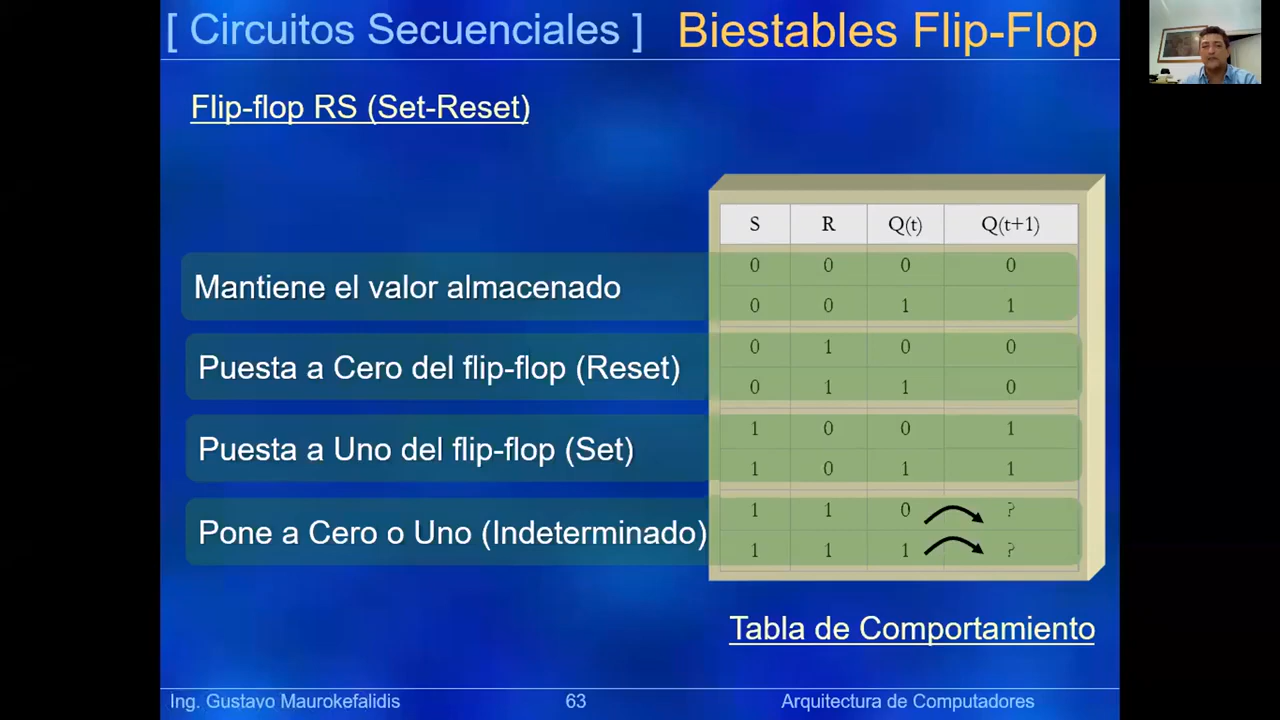 [ Circuitos Secuenciales ] Biestables Flip-Flop
Flip-flop RS (Set-Reset)
S R Q(t) Q(t+1)
0 0 0 0
Mantiene el valor almacenado
0 0 1 1
0 1 0 0
Puesta a Cero del flip-flop (Reset)
0 1 1 0
1 0 0 1
Puesta a Uno del flip-flop (Set)
1 0 1 1
1 1 0 ?
Pone a Cero o Uno (Indeterminado)
1 1 1 ?
Tabla de Comportamiento
Ing. Gustavo Maurokefalidis 63 Arquitectura de Computadores